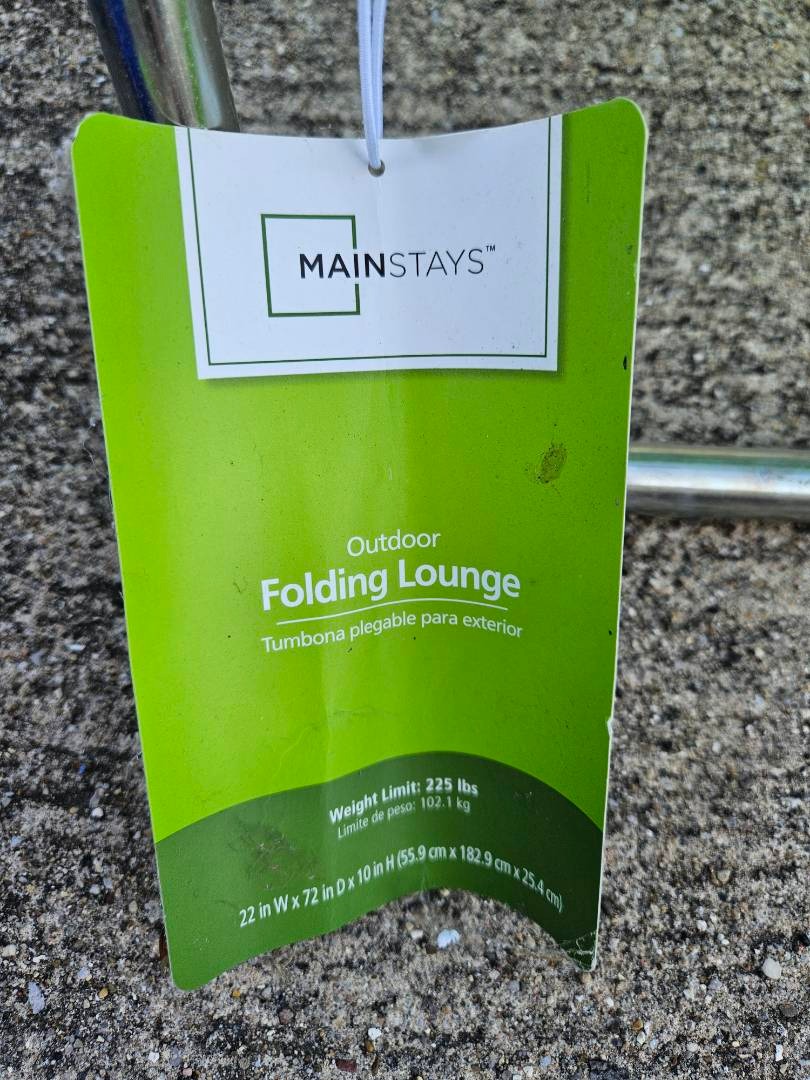 MAINSTAYS™
Outdoor
Folding Lounge
Tumbona plegable para exterior
Weight Limit: 225 lbs
Límite de peso: 102.1 kg
22 in W x 72 in D x 10 in H (55.9 cm x 182.9 cm x 25.4 cm)